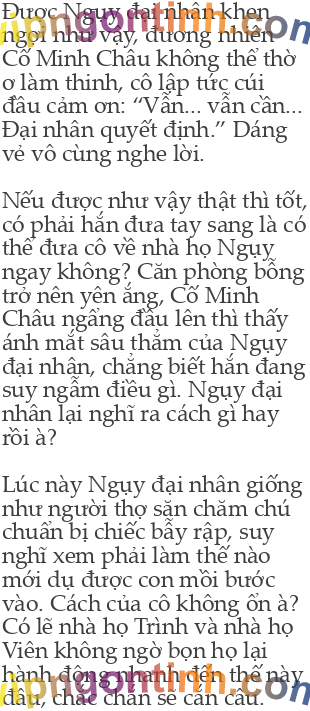 Được Ngụy đại nhân khen
ngợi như vậy, đương nhiên
Cố Minh Châu không thể thờ
ơ làm thinh, cô lập tức cúi
đầu cảm ơn: “Vẫn... vẫn cần...
Đại nhân quyết định.” Dáng
vẻ vô cùng nghe lời.
Nếu được như vậy thật thì tốt,
có phải hắn đưa tay sang là có
thể đưa cô về nhà họ Ngụy
ngay không? Căn phòng bỗng
trở nên yên ắng, Cố Minh
Châu ngẩng đầu lên thì thấy
ánh mắt sâu thẳm của Ngụy
đại nhân, chẳng biết hắn đang
suy ngẫm điều gì. Ngụy đại
nhân lại nghĩ ra cách gì hay
rồi à?
Lúc này Ngụy đại nhân giống
như người thợ săn chăm chú
chuẩn bị chiếc bẫy rập, suy
nghĩ xem phải làm thế nào
mới dụ được con mồi bước
vào. Cách của cô không ổn à?
Có lẽ nhà họ Trình và nhà họ
Viên không ngờ bọn họ lại
hành động nhanh đến thế này
đâu, chắc chắn sẽ cắn câu.
vipngontinh.com
vipngontinh.com